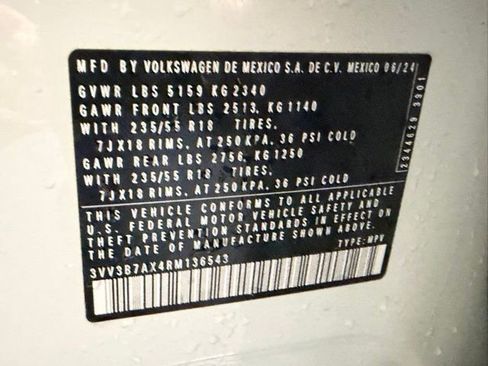 MFD BY VOLKSWAGEN DE MEXICO S.A. DE C.V. MEXICO 06/24
GVWR LBS 5159 KG 2340
GAWR FRONT LBS 2513, KG 1140
WITH 235/55 R18 TIRES.
7JX18 RIMS, AT 250 KPA, 36 PSI COLD
GAWR REAR LBS 2756, KG 1250
WITH 235/55 R18 TIRES.
7JX18 RIMS, AT 250 KPA, 36 PSI COLD
THIS VEHICLE CONFORMS TO ALL APPLICABLE
U.S. FEDERAL MOTOR VEHICLE SAFETY AND
THEFT PREVENTION STANDARDS IN EFFECT ON
THE DATE OF MANUFACTURE SHOWN ABOVE.
3VV3B7AX4RM136543 TYPE: MPV
2344629 3901